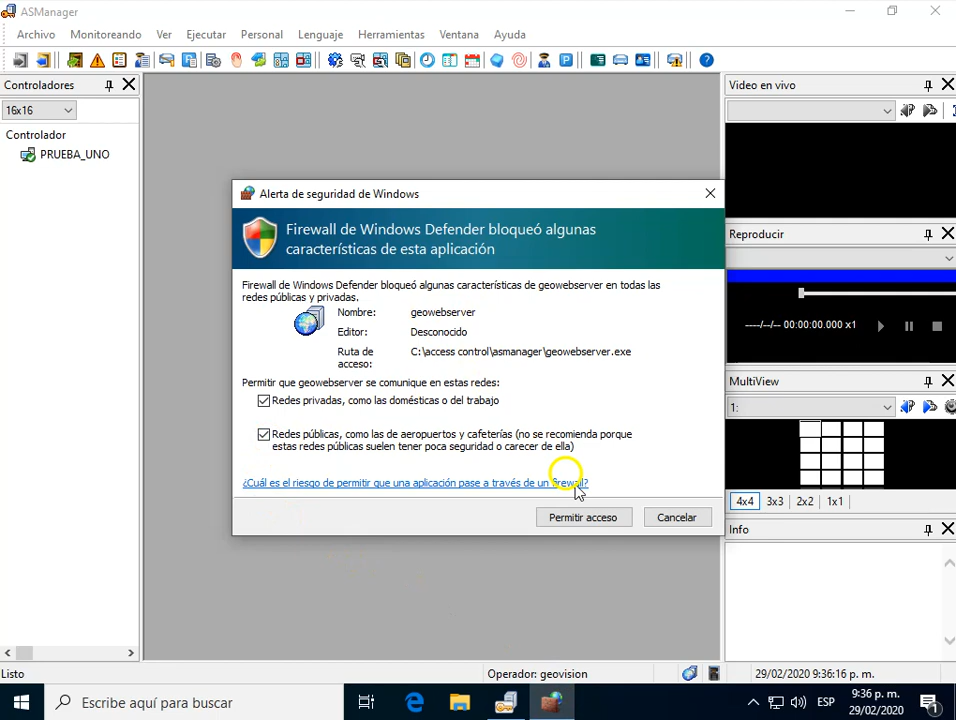 ASManager
Archivo Monitoreando Ver Ejecutar Personal Lenguaje Herramientas Ventana Ayuda
Controladores
16x16
Controlador
PRUEBA_UNO
Alerta de seguridad de Windows
Firewall de Windows Defender bloqueó algunas
características de esta aplicación
Firewall de Windows Defender bloqueó algunas características de geowebserver en todas las
redes públicas y privadas.
Nombre: geowebserver
Editor: Desconocido
Ruta de C:\access control\asmanager\geowebserver.exe
acceso:
Permitir que geowebserver se comunique en estas redes:
Redes privadas, como las domésticas o del trabajo
Redes públicas, como las de aeropuertos y cafeterías (no se recomienda porque
estas redes públicas suelen tener poca seguridad o carecer de ella)
¿Cuál es el riesgo de permitir que una aplicación pase a través de un firewall?
Permitir acceso Cancelar
Video en vivo
Reproducir
----/--/-- 00:00:00.000 x1
MultiView
1:
4x4 3x3 2x2 1x1
Info
Listo
Operador: geovision
29/02/2020 9:36:16 p. m.
Escribe aquí para buscar
ESP
9:36 p. m.
29/02/2020
1